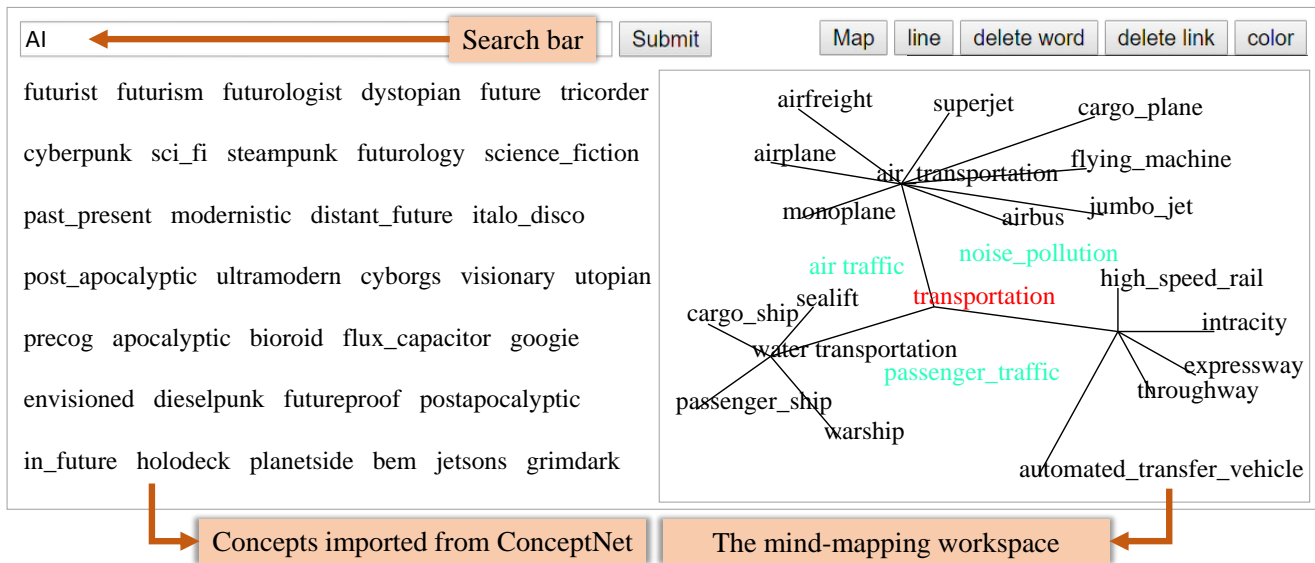 AI Search bar Submit Map line delete word delete link color
futurist futurism futurologist dystopian future tricorder
cyberpunk sci_fi steampunk futurology science_fiction
past_present modernistic distant_future italo_disco
post_apocalyptic ultramodern cyborgs visionary utopian
precog apocalyptic bioroid flux_capacitor googie
envisioned dieselpunk futureproof postapocalyptic
in_future holodeck planetside bem jetsons grimdark
airfreight superjet cargo_plane
airplane flying_machine
air_transportation
monoplane airbus jumbo_jet
air traffic noise_pollution
high_speed_rail
sealift transportation
cargo_ship intracity
water transportation
passenger_traffic expressway
throughway
passenger_ship
warship
automated_transfer_vehicle
Concepts imported from ConceptNet The mind-mapping workspace